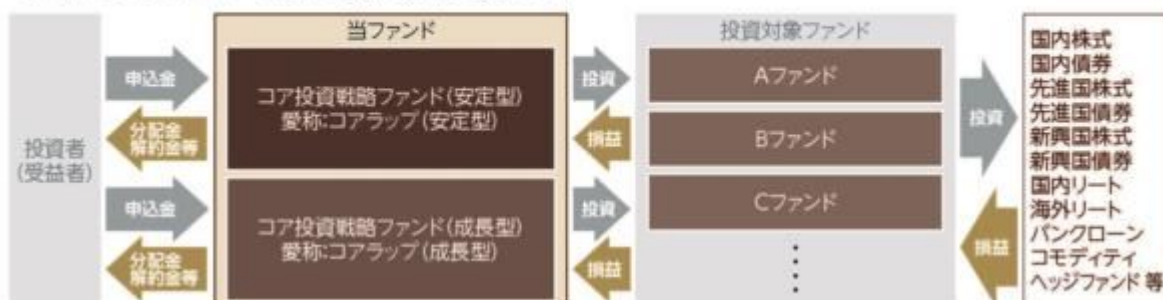 投資者
(受益者)
申込金
分配金
解約金等
申込金
分配金
解約金等
当ファンド
コア投資戦略ファンド(安定型)
愛称:コアラップ(安定型)
コア投資戦略ファンド(成長型)
愛称:コアラップ(成長型)
投資
損益
投資
損益
投資対象ファンド
Aファンド
Bファンド
Cファンド
投資
損益
国内株式
国内債券
先進国株式
先進国債券
新興国株式
新興国債券
国内リート
海外リート
バンクローン
コモディティ
ヘッジファンド 等